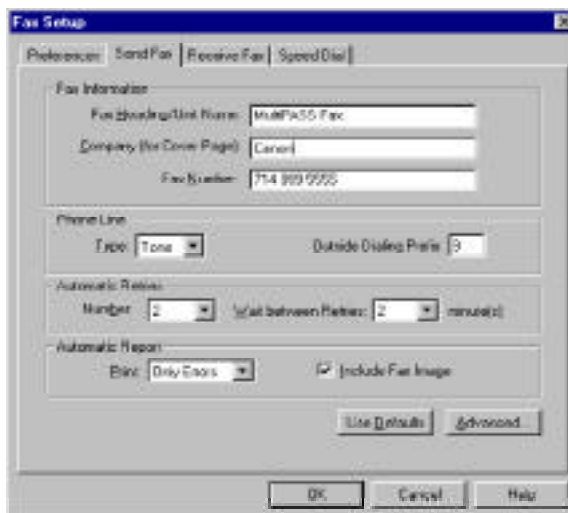 Fax Setup
Preferences Send Fax Receive Fax Speed Dial
Fax Information
Fax Heading/Unit Name: MultiPASS Fax
Company (for Cover Page): Canon
Fax Number: 714 999 5555
Phone Line
Type: Tone Outside Dialing Prefix: 9
Automatic Retries
Number: 2 Wait between Retries: 2 minute(s)
Automatic Report
Print: Only Errors Include Fax Image
Use Defaults Advanced...
OK Cancel Help